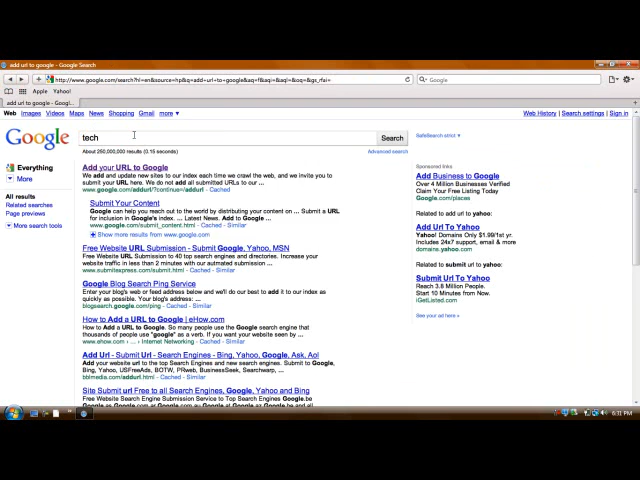 add url to google - Google Search
http://www.google.com/search?hl=en&source=hp&q=add+url+to+google&aq=f&aqi=&aql=&oq=&gs_rfai=
Google
Apple Yahoo!
add url to google - Googl...
Web Images Videos Maps News Shopping Gmail more
Web History | Search settings | Sign in
Google
tech
Search
SafeSearch strict
About 250,000,000 results (0.15 seconds)
Advanced search
Everything
More
All results
Related searches
Page previews
More search tools
Add your URL to Google
We add and update new sites to our index each time we crawl the web, and we invite you to
submit your URL here. We do not add all submitted URLs to our ...
www.google.com/addurl/?continue=/addurl - Cached
Submit Your Content
Google can help you reach out to the world by distributing your content on ... Submit a URL
for inclusion in Google's index. ... Latest News. Add to Google ...
www.google.com/submit_content.html - Cached
Show more results from www.google.com
Free Website URL Submission - Submit Google, Yahoo, MSN
Free Website URL Submission to 40 search engines and directories. Increase your
website traffic in less than 2 minutes with our automated submission ...
www.submitexpress.com/submit.html - Cached - Similar
Google Blog Search Ping Service
Enter your blog's web or feed address below and we'll do our best to add it to our index as
quickly as possible. Your blog's address: ...
blogsearch.google.com/ping - Cached - Similar
How to Add a URL to Google | eHow.com
How to Add a URL to Google. So many people use the Google search engine that
thousands of people use "google" as a verb. If you want your website seen by ...
www.ehow.com › ... › Internet Networking - Cached - Similar
Add Url - Submit Url - Search Engines - Bing, Yahoo, Google, Ask, Aol
Add your website url to the top Search Engines and new search engines. Submit to Bing,
Google, Yahoo, USFreeAds, BOTW, PRweb, BusinessSeek, Searchwarp, ...
bblmedia.com/addurl.html - Cached - Similar
Site Submit url Free to all Search Engines, Google, Yahoo and Bing
Free Website Search Engine Submission Service to Top Search Engines Google.be
Sponsored links
Add Business to Google
Over 4 Million Businesses Verified
Claim Your Free Listing Today
Google.com/places
Related to add url to yahoo:
Add Url To Yahoo
Yahoo! Domains Only $1.99/1st yr.
Includes 24x7 support, email & more
domains.yahoo.com
Related to submit url to yahoo:
Submit Url To Yahoo
Reach 3.8 Million of People
Start 10 Minutes from Now.
iGetListed.com
See your ad here »
6:31 PM